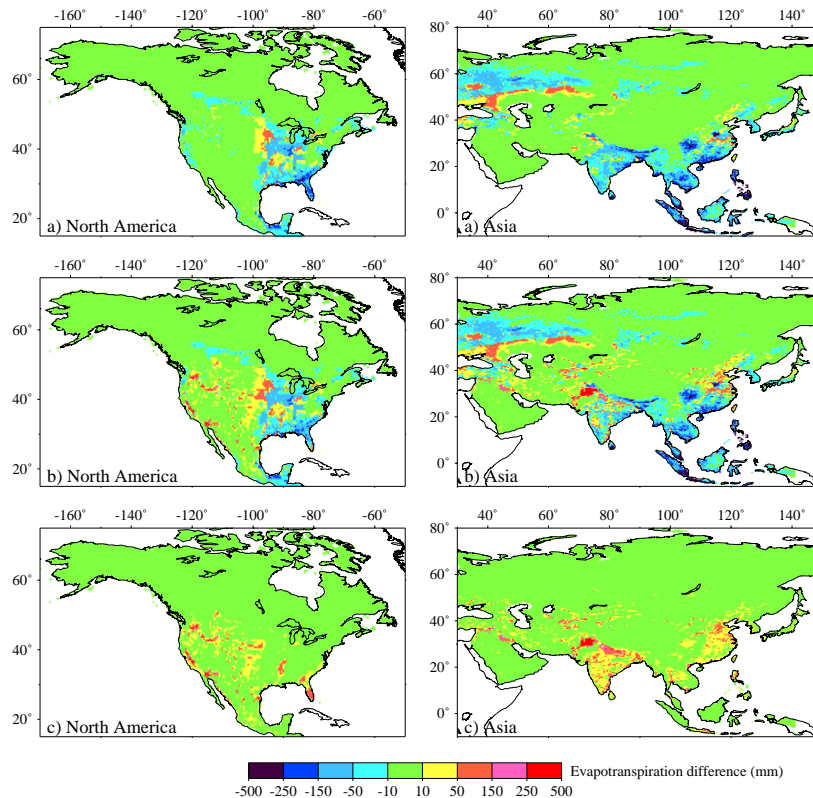 -160˚ -140˚ -120˚ -100˚ -80˚ -60˚
60˚
40˚
20˚
a) North America
40˚ 60˚ 80˚ 100˚ 120˚ 140˚
80˚
60˚
40˚
20˚
0˚
a) Asia
-160˚ -140˚ -120˚ -100˚ -80˚ -60˚
60˚
40˚
20˚
b) North America
40˚ 60˚ 80˚ 100˚ 120˚ 140˚
80˚
60˚
40˚
20˚
0˚
b) Asia
-160˚ -140˚ -120˚ -100˚ -80˚ -60˚
60˚
40˚
20˚
c) North America
40˚ 60˚ 80˚ 100˚ 120˚ 140˚
80˚
60˚
40˚
20˚
0˚
c) Asia
Evapotranspiration difference (mm)
-500 -250 -150 -50 -10 10 50 150 250 500